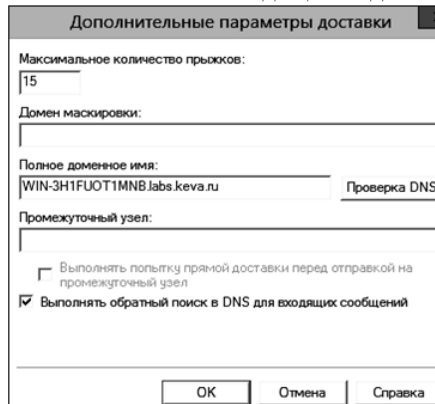 Дополнительные параметры доставки
Максимальное количество прыжков:
15
Домен маскировки:
Полное доменное имя:
WIN-3H1FUOT1MNB.labs.keva.ru
Проверка DNS
Промежуточный узел:
Выполнять попытку прямой доставки перед отправкой на
промежуточный узел
Выполнять обратный поиск в DNS для входящих сообщений
OK Отмена Справка